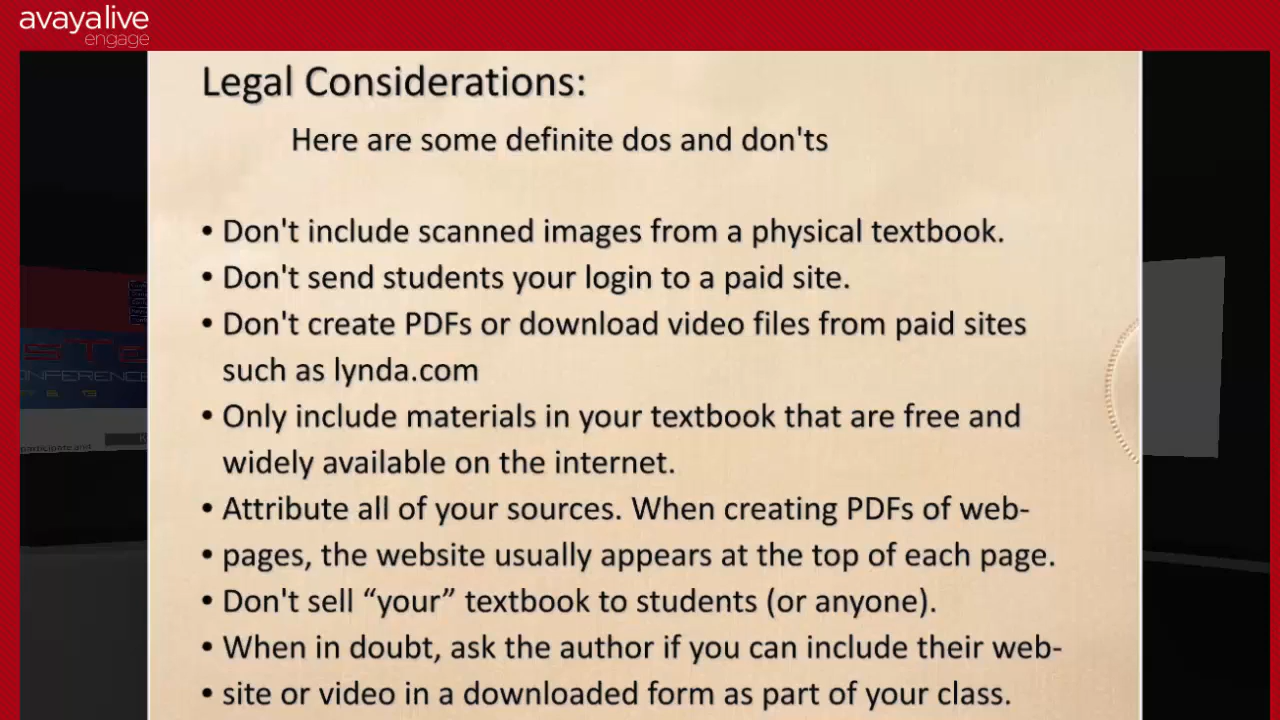 avayalive
engage
Legal Considerations:
Here are some definite dos and don'ts
• Don't include scanned images from a physical textbook.
• Don't send students your login to a paid site.
• Don't create PDFs or download video files from paid sites
such as lynda.com
• Only include materials in your textbook that are free and
widely available on the internet.
• Attribute all of your sources. When creating PDFs of web-
• pages, the website usually appears at the top of each page.
• Don't sell “your” textbook to students (or anyone).
• When in doubt, ask the author if you can include their web-
• site or video in a downloaded form as part of your class.